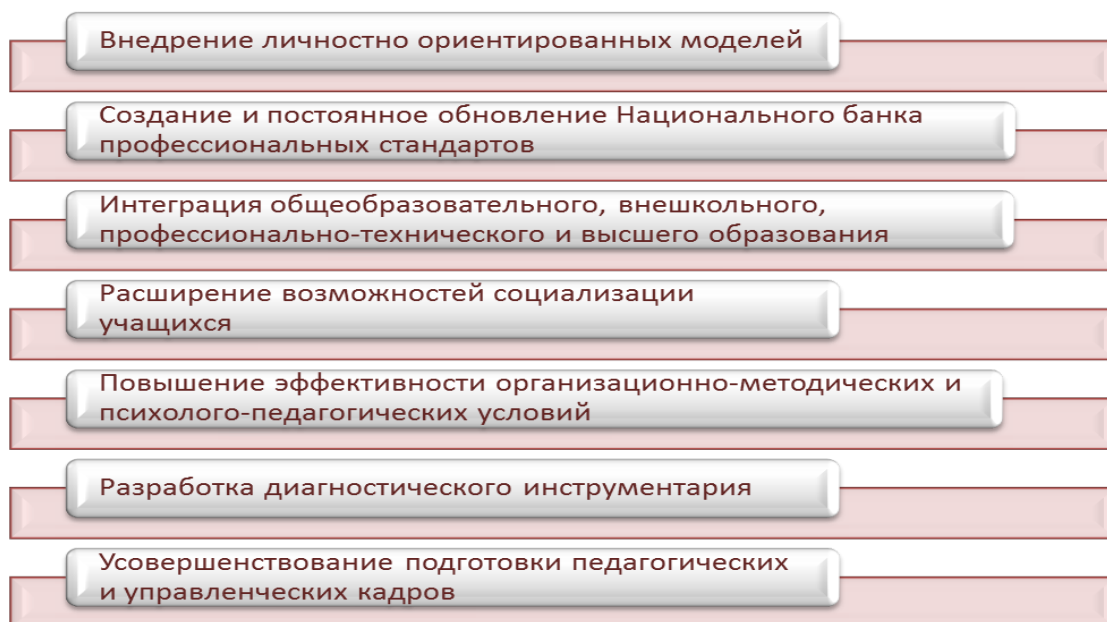 Внедрение личностно ориентированных моделей
Создание и постоянное обновление Национального банка
профессиональных стандартов
Интеграция общеобразовательного, внешкольного,
профессионально-технического и высшего образования
Расширение возможностей социализации
учащихся
Повышение эффективности организационно-методических и
психолого-педагогических условий
Разработка диагностического инструментария
Усовершенствование подготовки педагогических
и управленческих кадров